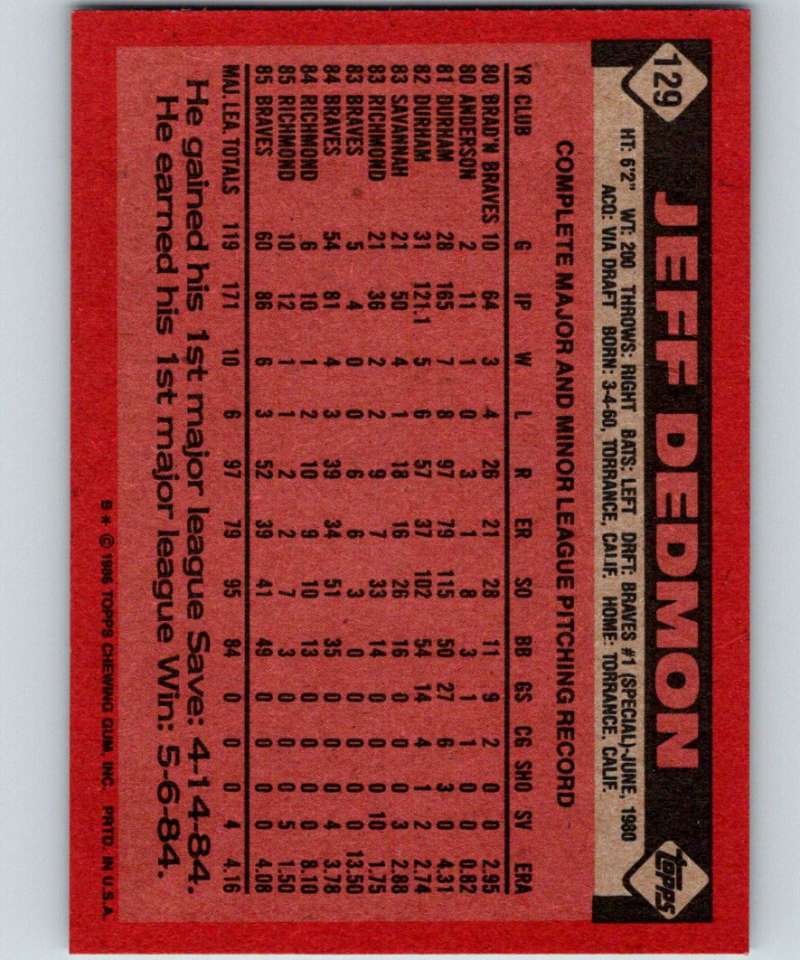 129
JEFF DEDMON
topps
HT: 6'2" WT: 200 THROWS: RIGHT BATS: LEFT DRFT: BRAVES #1 (SPECIAL)-JUNE, 1980
ACQ: VIA DRAFT BORN: 3-4-60, TORRANCE, CALIF. HOME: TORRANCE, CALIF.
COMPLETE MAJOR AND MINOR LEAGUE PITCHING RECORD
YR CLUB G IP W L R ER SO BB GS CG SHO SV ERA
80 BRAD'N BRAVES 10 64 3 4 26 21 28 11 9 2 0 0 2.95
80 ANDERSON 2 11 1 0 3 1 8 3 1 1 0 0 0.82
81 DURHAM 28 165 7 8 97 79 115 50 27 6 3 0 4.31
82 DURHAM 31 121.1 5 6 57 37 102 54 14 4 1 2 2.74
83 SAVANNAH 21 50 4 1 18 16 26 16 0 0 0 3 2.88
83 RICHMOND 21 36 2 2 9 7 33 14 0 0 0 10 1.75
83 BRAVES 5 4 0 0 6 6 3 0 0 0 0 0 13.50
84 BRAVES 54 81 4 3 39 34 51 35 0 0 0 4 3.78
84 RICHMOND 6 10 1 2 10 9 10 13 0 0 0 0 8.10
85 RICHMOND 10 12 1 1 2 2 7 3 0 0 0 5 1.50
85 BRAVES 60 86 6 3 52 39 41 49 0 0 0 0 4.08
MAJ. LEA. TOTALS 119 171 10 6 97 79 95 84 0 0 0 4 4.16
He gained his 1st major league Save: 4-14-84.
He earned his 1st major league Win: 5-6-84.
B* © 1986 TOPPS CHEWING GUM, INC. PRTD. IN U.S.A.